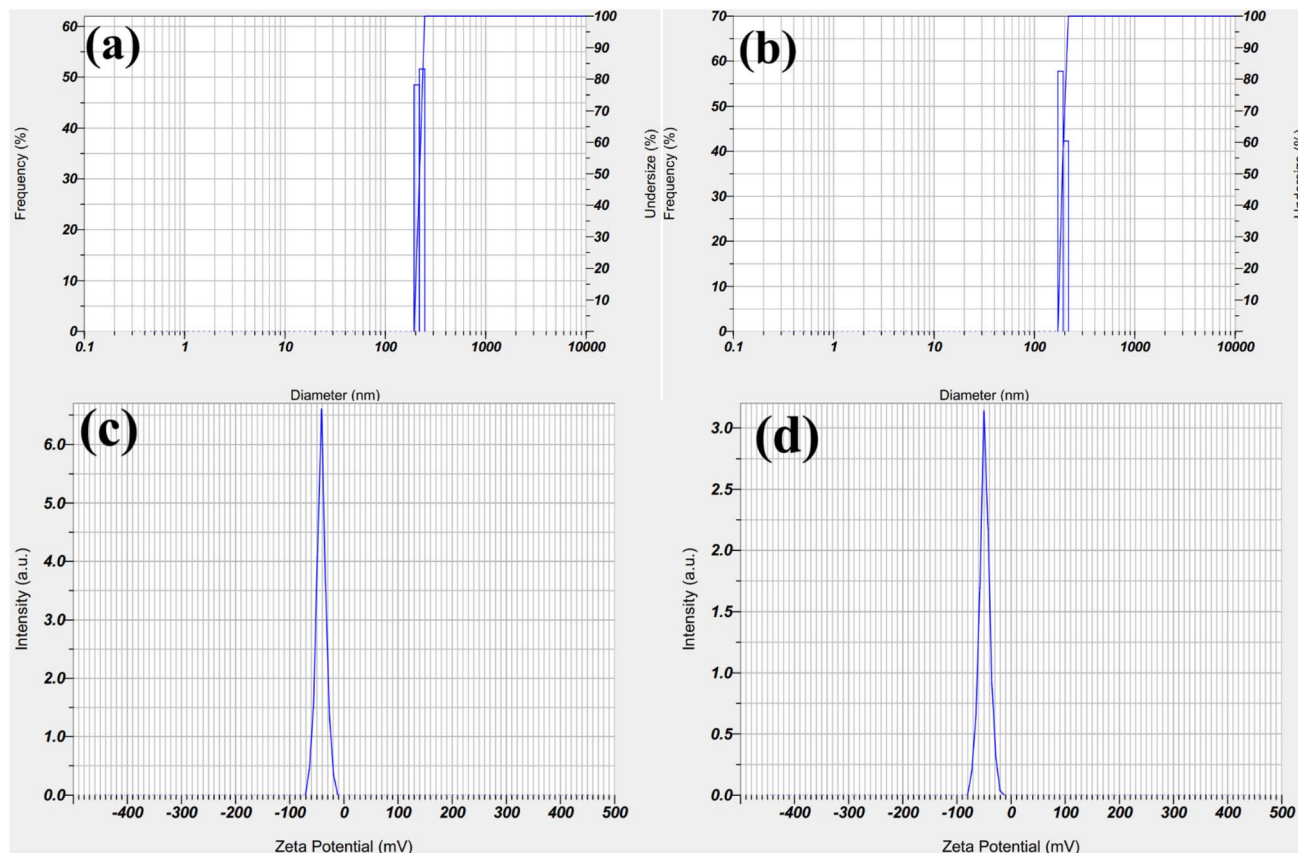 (a)
Frequency (%)
60
50
40
30
20
10
0
100
90
80
70
60
50
40
30
20
10
Undersize (%)
0.1 1 10 100 1000 10000
Diameter (nm)
(b)
Frequency (%)
70
60
50
40
30
20
10
0
100
90
80
70
60
50
40
30
20
10
Undersize (%)
0.1 1 10 100 1000 10000
Diameter (nm)
(c)
Intensity (a.u.)
6.0
5.0
4.0
3.0
2.0
1.0
0.0
-400 -300 -200 -100 0 100 200 300 400 500
Zeta Potential (mV)
(d)
Intensity (a.u.)
3.0
2.5
2.0
1.5
1.0
0.5
0.0
-400 -300 -200 -100 0 100 200 300 400 500
Zeta Potential (mV)